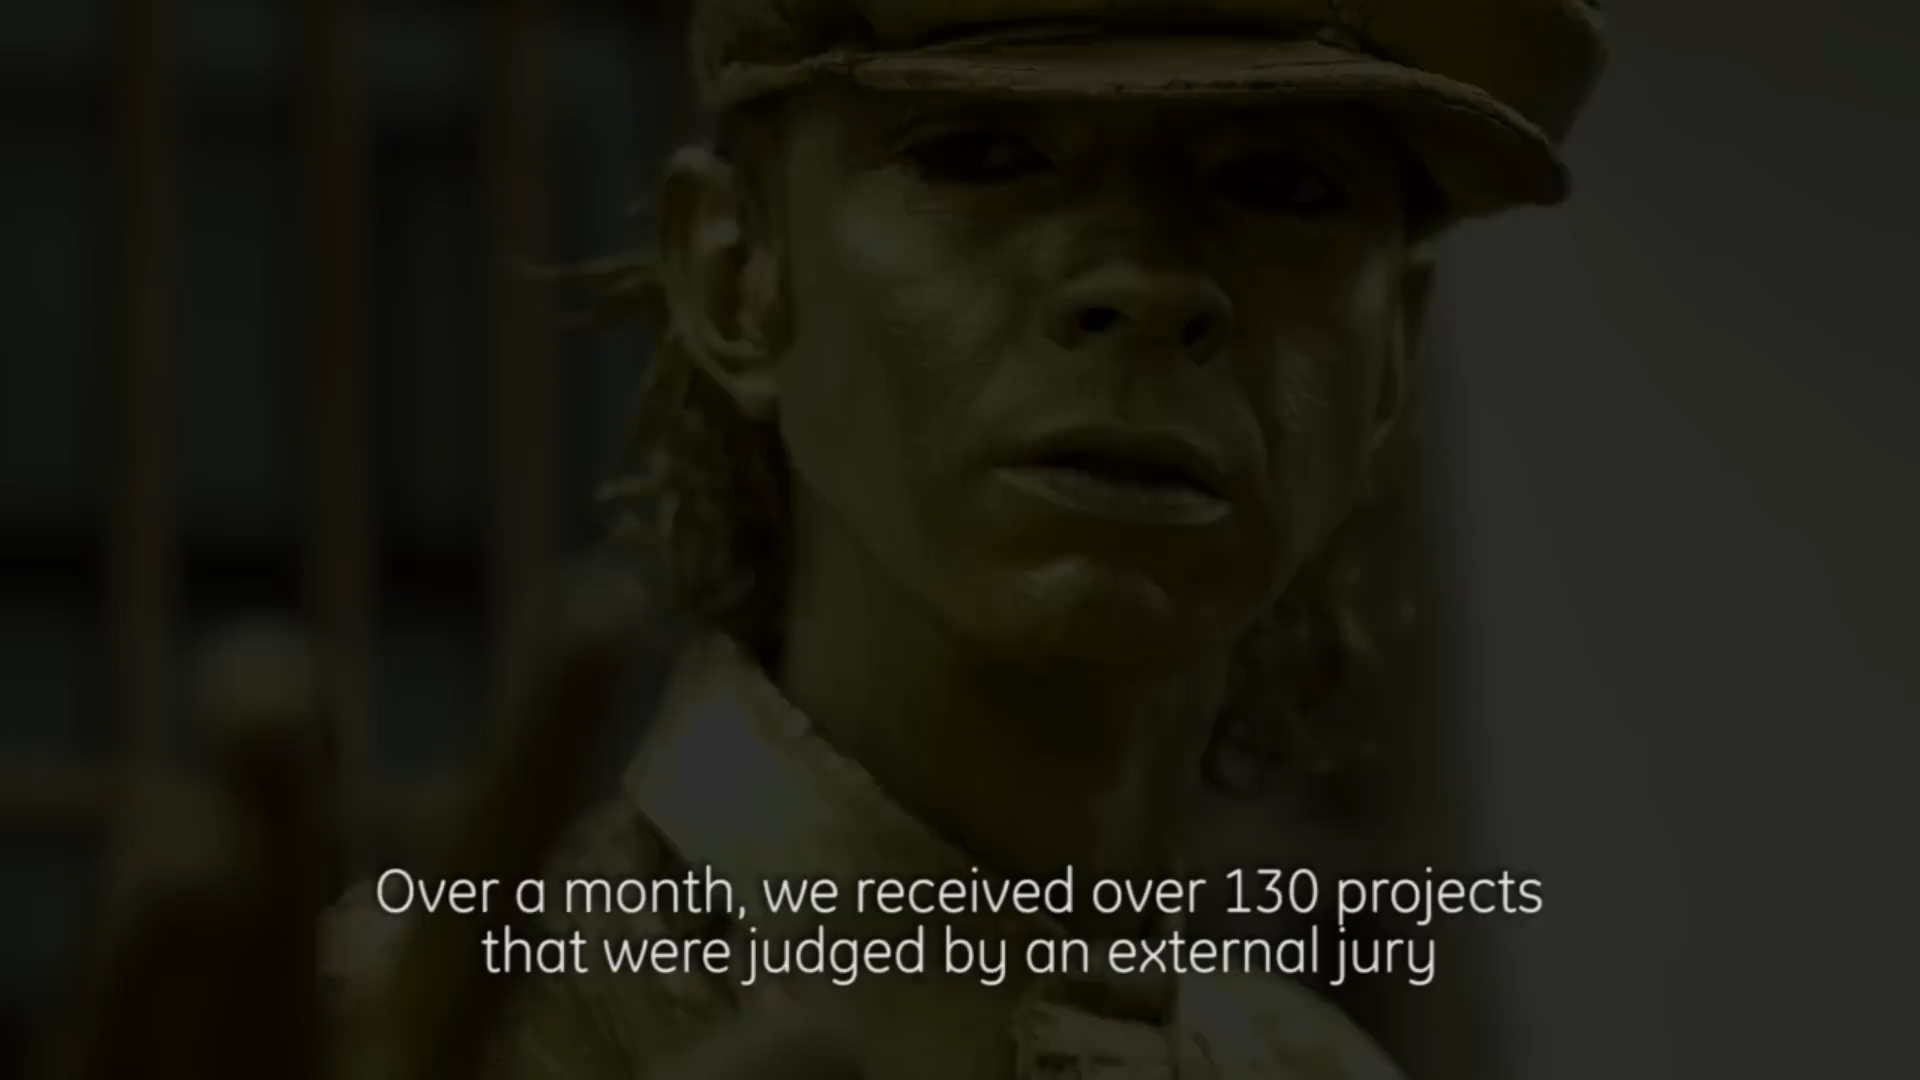 Over a month, we received over 130 projects
that were judged by an external jury